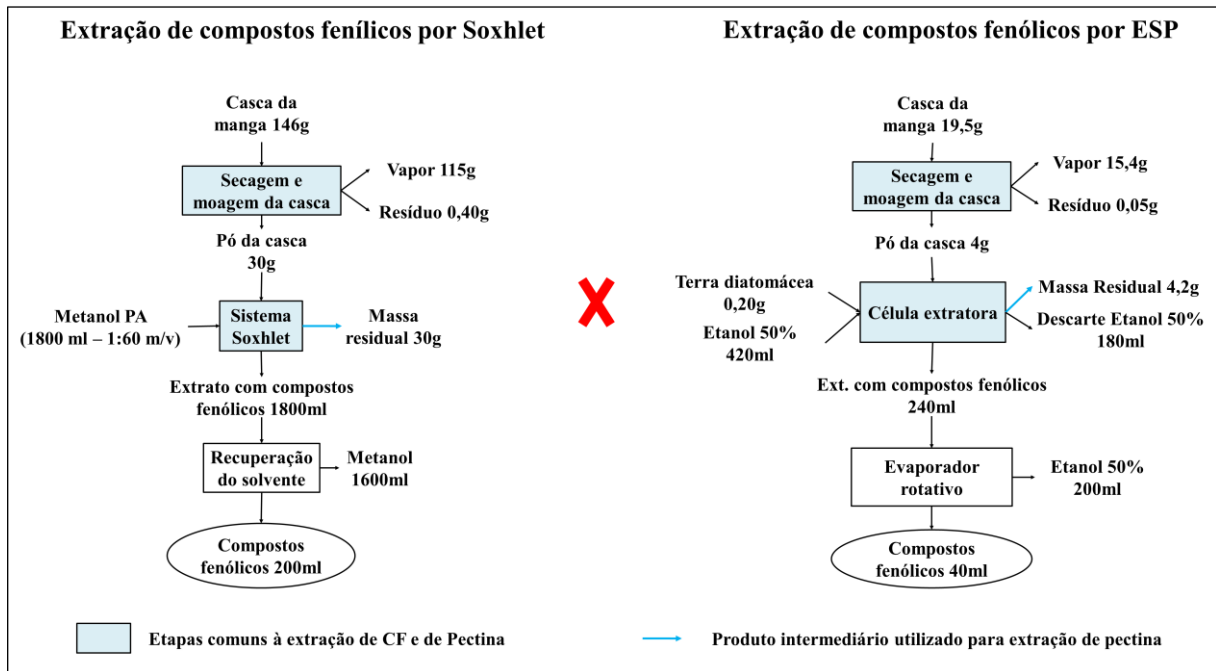 Extração de compostos fenílicos por Soxhlet
Casca da
manga 146g
Secagem e
moagem da casca
Vapor 115g
Resíduo 0,40g
Pó da casca
30g
Metanol PA
(1800 ml – 1:60 m/v)
Sistema
Soxhlet
Massa
residual 30g
Extrato com compostos
fenólicos 1800ml
Recuperação
do solvente
Metanol
1600ml
Compostos
fenólicos 200ml
X
Extração de compostos fenólicos por ESP
Casca da
manga 19,5g
Secagem e
moagem da casca
Vapor 15,4g
Resíduo 0,05g
Pó da casca 4g
Terra diatomácea
0,20g
Etanol 50%
420ml
Célula extratora
Massa Residual 4,2g
Descarte Etanol 50%
180ml
Ext. com compostos fenólicos
240ml
Evaporador
rotativo
Etanol 50%
200ml
Compostos
fenólicos 40ml
Etapas comuns à extração de CF e de Pectina
Produto intermediário utilizado para extração de pectina